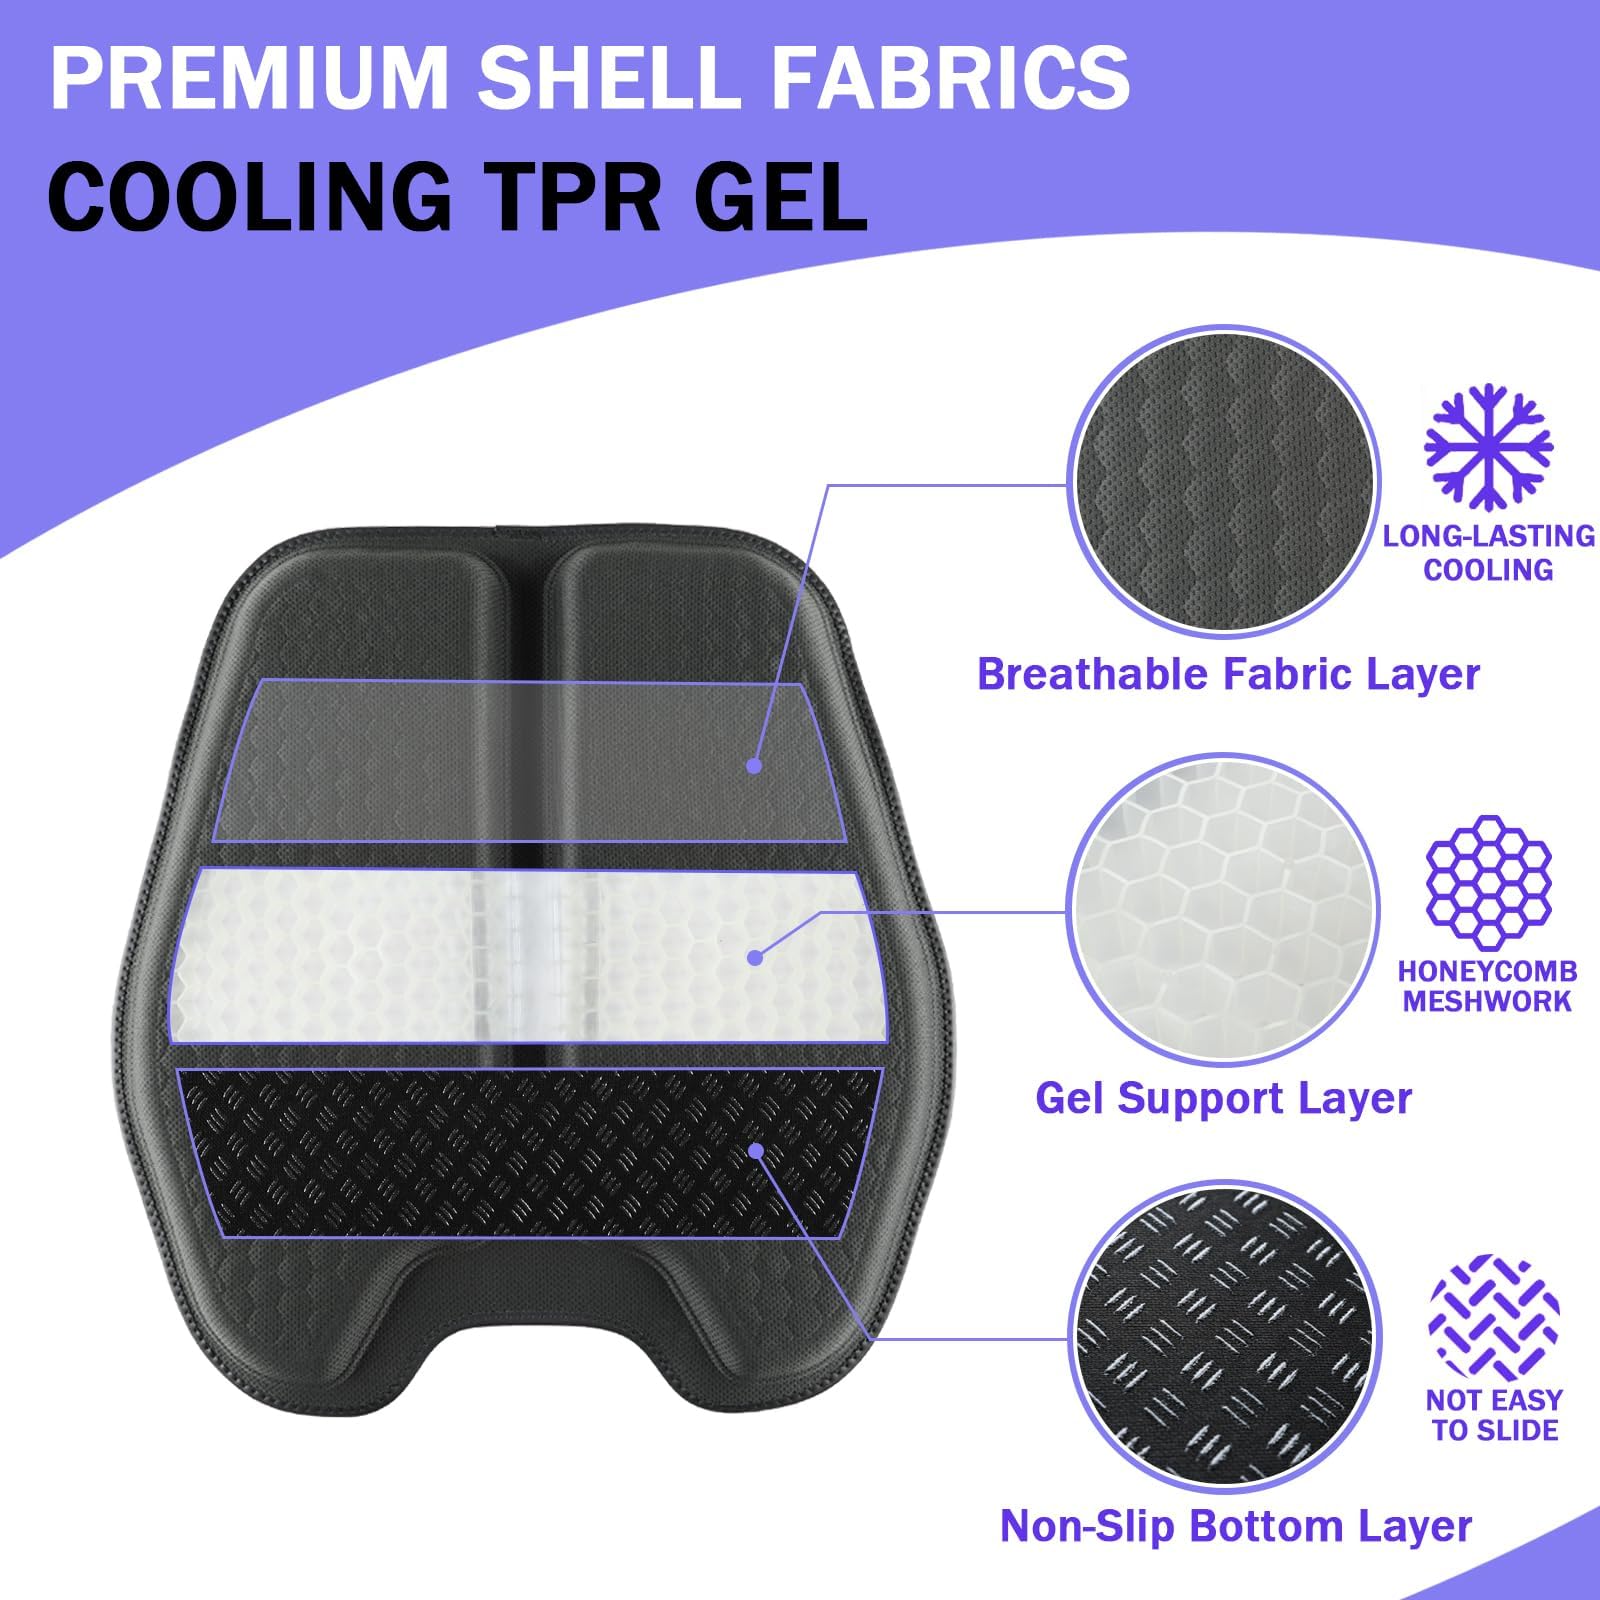 PREMIUM SHELL FABRICS
COOLING TPR GEL
LONG-LASTING
COOLING
Breathable Fabric Layer
HONEYCOMB
MESHWORK
Gel Support Layer
NOT EASY
TO SLIDE
Non-Slip Bottom Layer